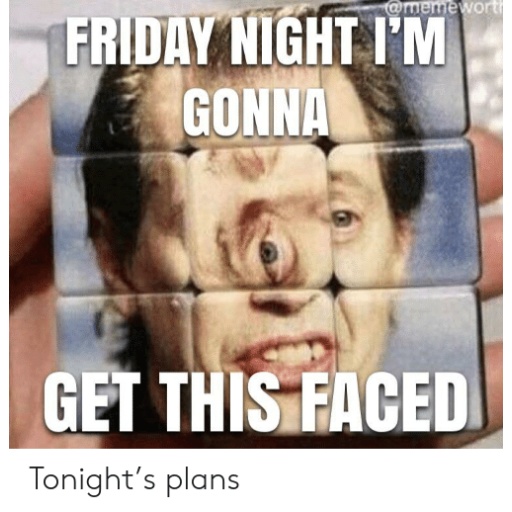 @memeworth
FRIDAY NIGHT I'M
GONNA
GET THIS FACED
Tonight's plans